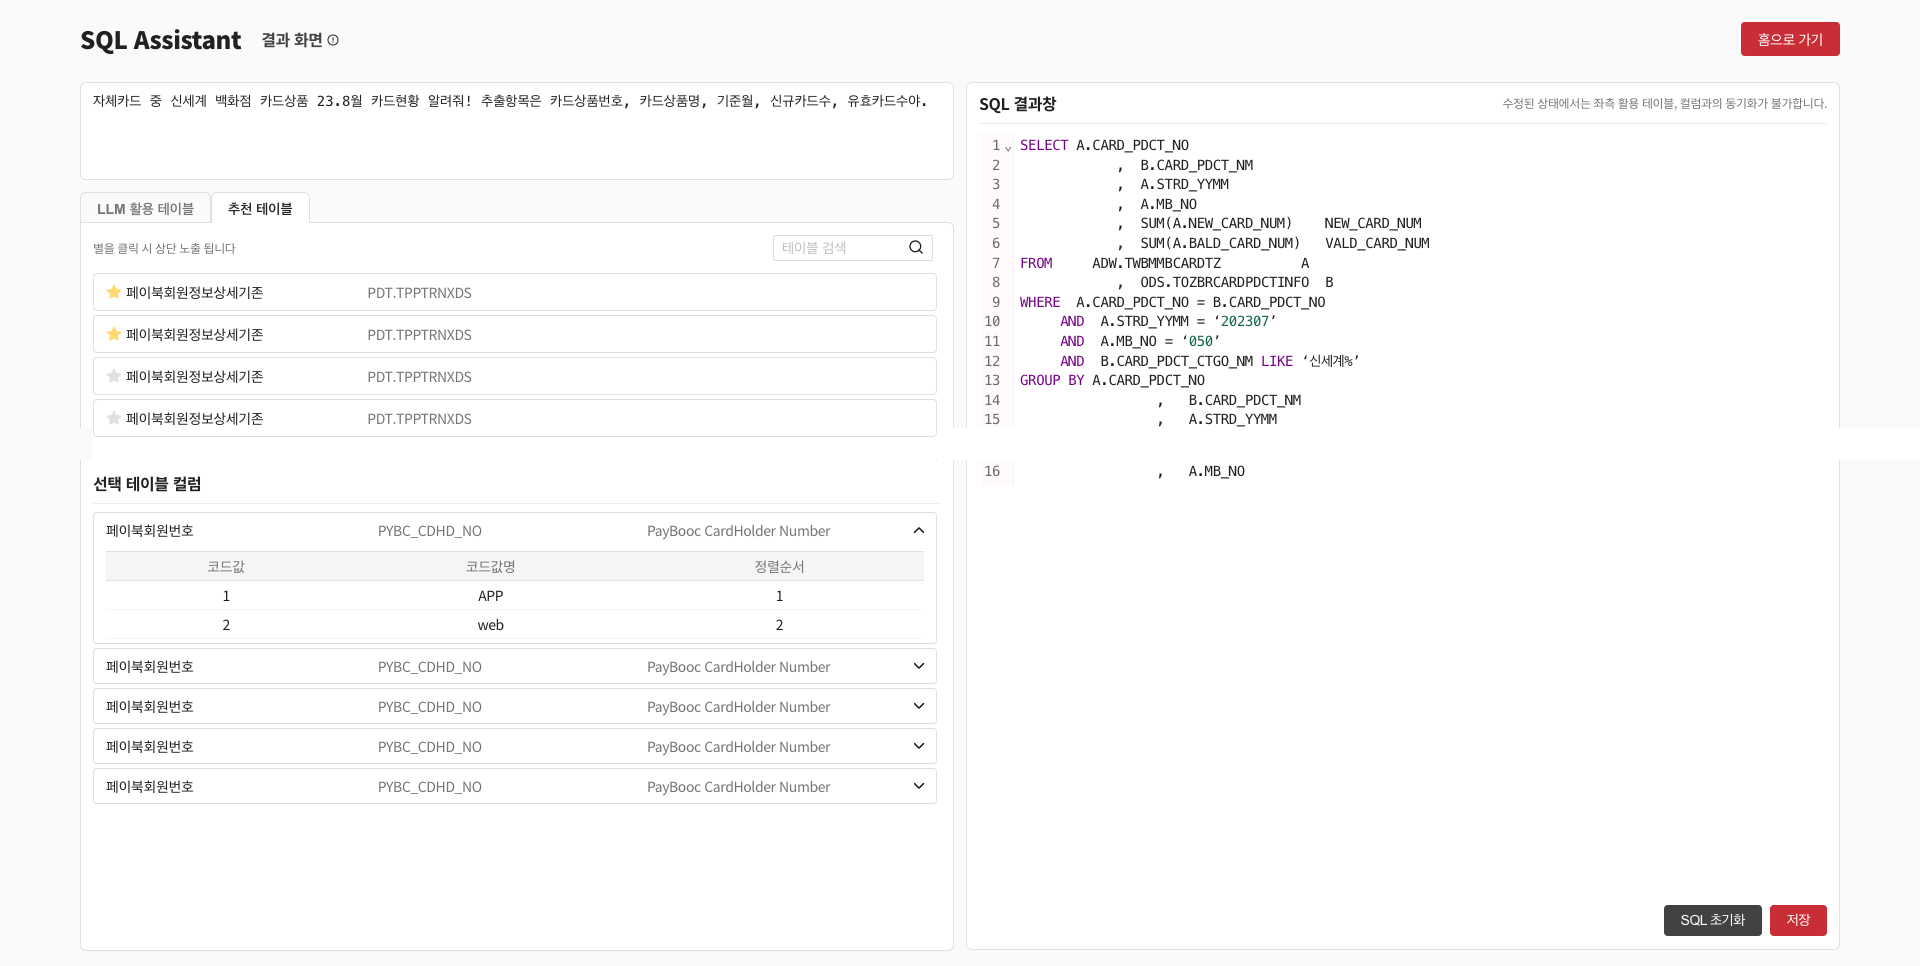 SQL Assistant 결과 화면
홈으로 가기
자체카드 중 신세계 백화점 카드상품 23.8월 카드현황 알려줘! 추출항목은 카드상품번호, 카드상품명, 기준월, 신규카드수, 유효카드수야.
LLM 활용 테이블 추천 테이블
별을 클릭 시 상단 노출 됩니다
테이블 검색
페이북회원정보상세기존 PDT.TPPTRNXDS
페이북회원정보상세기존 PDT.TPPTRNXDS
페이북회원정보상세기존 PDT.TPPTRNXDS
페이북회원정보상세기존 PDT.TPPTRNXDS
선택 테이블 컬럼
페이북회원번호 PYBC_CDHD_NO PayBooc CardHolder Number
코드값 코드값명 정렬순서
1 APP 1
2 web 2
페이북회원번호 PYBC_CDHD_NO PayBooc CardHolder Number
페이북회원번호 PYBC_CDHD_NO PayBooc CardHolder Number
페이북회원번호 PYBC_CDHD_NO PayBooc CardHolder Number
페이북회원번호 PYBC_CDHD_NO PayBooc CardHolder Number
SQL 결과창
수정된 상태에서는 좌측 활용 테이블, 컬럼과의 동기화가 불가합니다.
1 SELECT A.CARD_PDCT_NO
2 , B.CARD_PDCT_NM
3 , A.STRD_YYMM
4 , A.MB_NO
5 , SUM(A.NEW_CARD_NUM) NEW_CARD_NUM
6 , SUM(A.BALD_CARD_NUM) VALD_CARD_NUM
7 FROM ADW.TWBMMBCARDTZ A
8 , ODS.TOZBRCARDPDCTINFO B
9 WHERE A.CARD_PDCT_NO = B.CARD_PDCT_NO
10 AND A.STRD_YYMM = ‘202307’
11 AND A.MB_NO = ‘050’
12 AND B.CARD_PDCT_CTGO_NM LIKE ‘신세계%’
13 GROUP BY A.CARD_PDCT_NO
14 , B.CARD_PDCT_NM
15 , A.STRD_YYMM
16 , A.MB_NO
SQL 초기화 저장